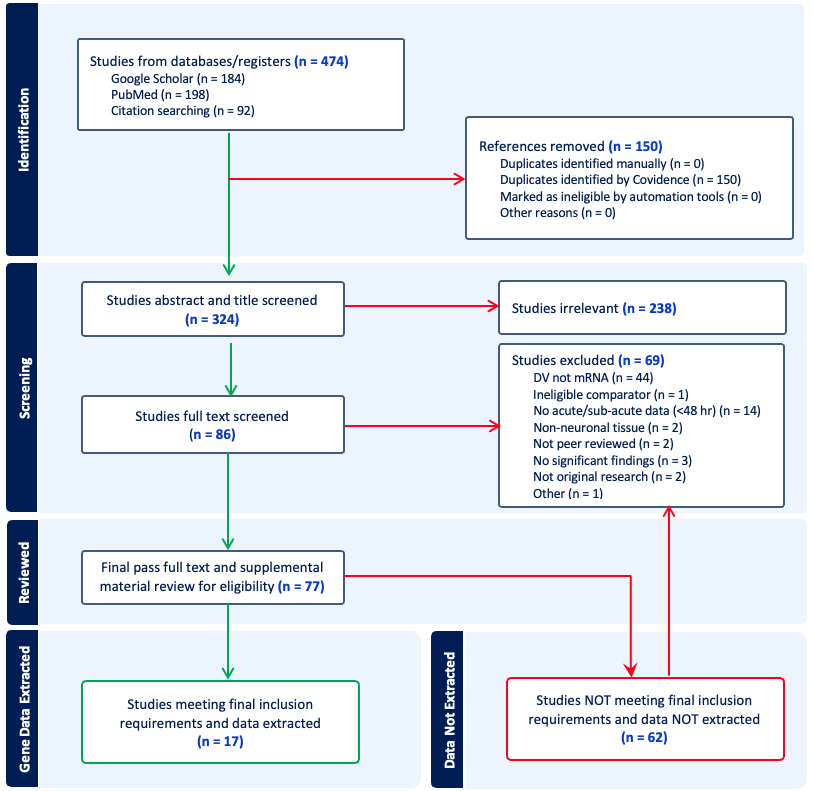 Identification
Studies from databases/registers (n = 474)
Google Scholar (n = 184)
PubMed (n = 198)
Citation searching (n = 92)
References removed (n = 150)
Duplicates identified manually (n = 0)
Duplicates identified by Covidence (n = 150)
Marked as ineligible by automation tools (n = 0)
Other reasons (n = 0)
Screening
Studies abstract and title screened
(n = 324)
Studies irrelevant (n = 238)
Studies full text screened
(n = 86)
Studies excluded (n = 69)
DV not mRNA (n = 44)
Ineligible comparator (n = 1)
No acute/sub-acute data (<48 hr) (n = 14)
Non-neuronal tissue (n = 2)
Not peer reviewed (n = 2)
No significant findings (n = 3)
Not original research (n = 2)
Other (n = 1)
Reviewed
Final pass full text and supplemental
material review for eligibility (n = 77)
Gene Data Extracted
Studies meeting final inclusion
requirements and data extracted
(n = 17)
Data Not Extracted
Studies NOT meeting final inclusion
requirements and data NOT extracted
(n = 62)